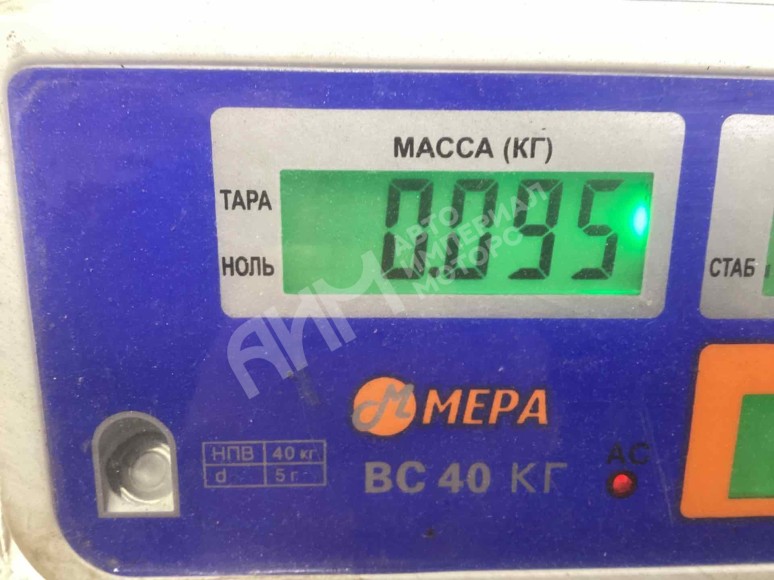 МАССА (КГ)
ТАРА
0.095
НОЛЬ
СТАБ
АВТО
ИМПЕРИАЛ
МОТОРС
АИМ
МЕРА
НПВ 40 кг
d 5 г
ВС 40 КГ
AC